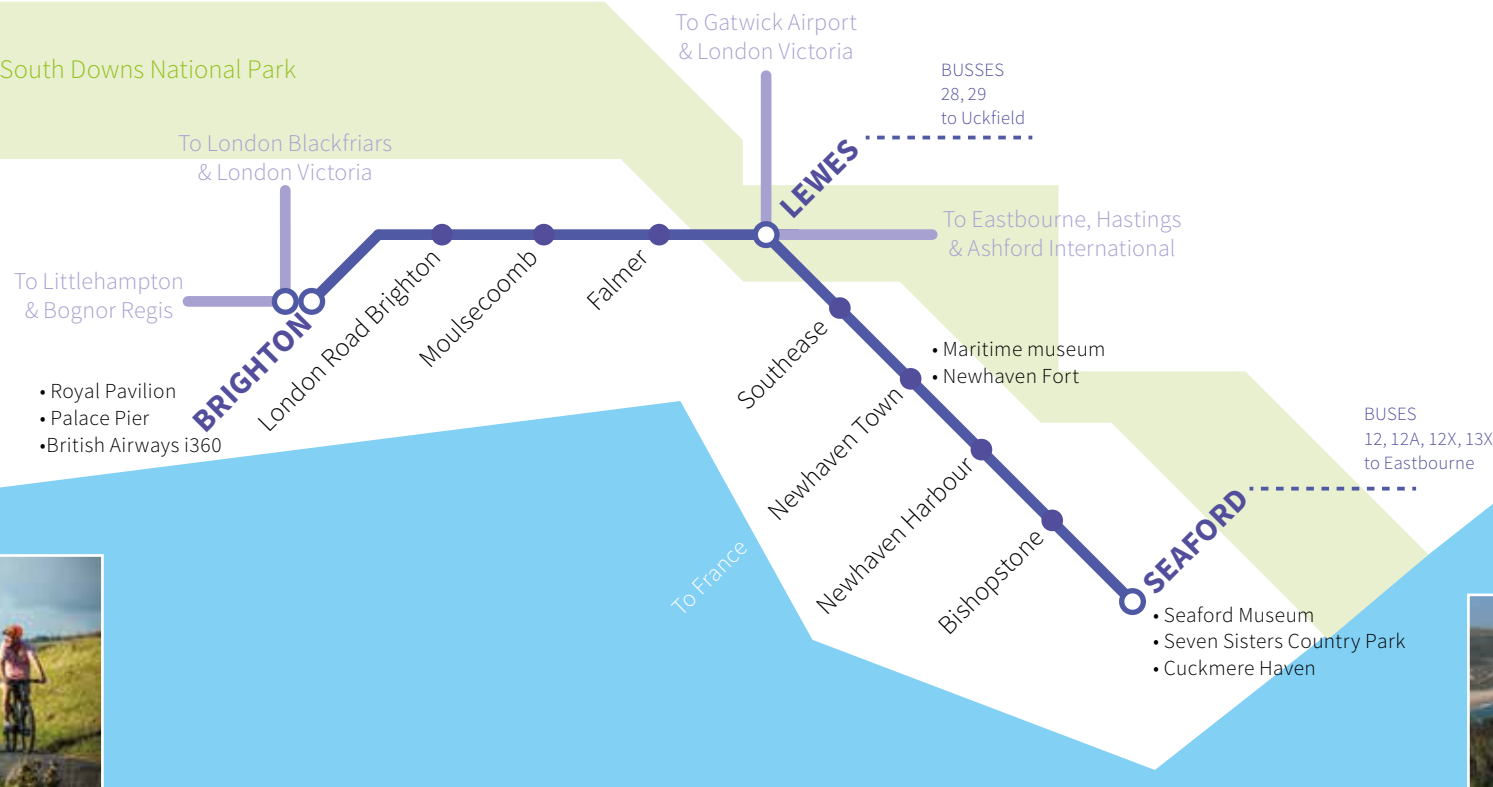 South Downs National Park
To Gatwick Airport
& London Victoria
BUSSES
28, 29
to Uckfield
To London Blackfriars
& London Victoria
LEWES
To Eastbourne, Hastings
& Ashford International
To Littlehampton
& Bognor Regis
BRIGHTON
London Road Brighton
Moulsecoomb
Falmer
• Royal Pavilion
• Palace Pier
•British Airways i360
Southease
• Maritime museum
• Newhaven Fort
Newhaven Town
Newhaven Harbour
Bishopstone
BUSES
12, 12A, 12X, 13X
to Eastbourne
SEAFORD
To France
• Seaford Museum
• Seven Sisters Country Park
• Cuckmere Haven